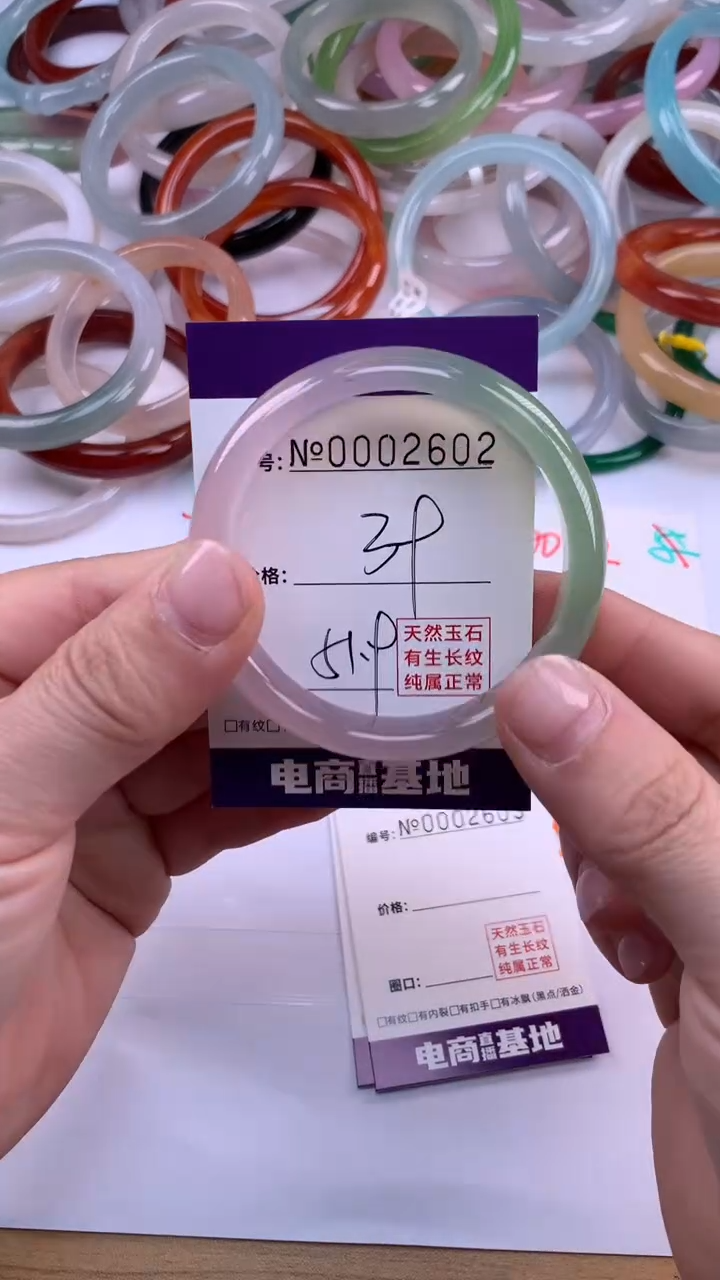 号: №0002602
格:
天然玉石
有生长纹
纯属正常
□有纹□
电商直播基地
编号: №0002603
价格:
天然玉石
有生长纹
纯属正常
圈口:
□有纹□有内裂□有扣手□有冰飘(黑点/洒金)
电商直播基地